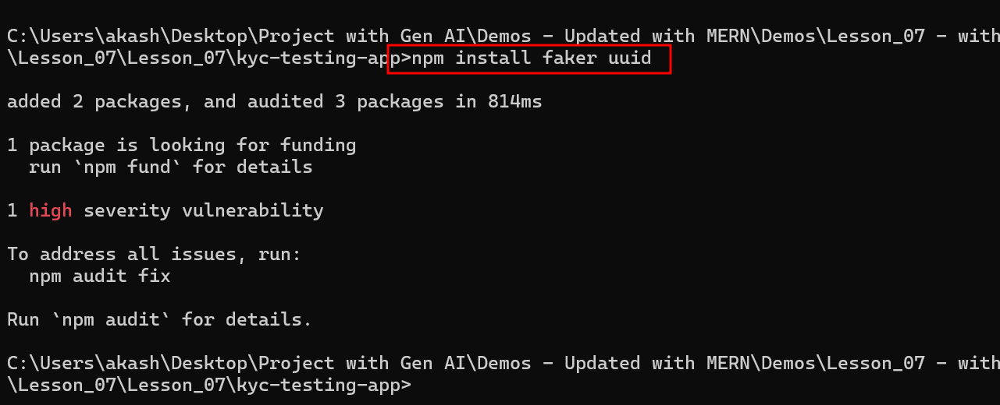 C:\Users\akash\Desktop\Project with Gen AI\Demos - Updated with MERN\Demos\Lesson_07 - with
\Lesson_07\Lesson_07\kyc-testing-app>npm install faker uuid
added 2 packages, and audited 3 packages in 814ms
1 package is looking for funding
  run `npm fund` for details
1 high severity vulnerability
To address all issues, run:
  npm audit fix
Run `npm audit` for details.
C:\Users\akash\Desktop\Project with Gen AI\Demos - Updated with MERN\Demos\Lesson_07 - with
\Lesson_07\Lesson_07\kyc-testing-app>